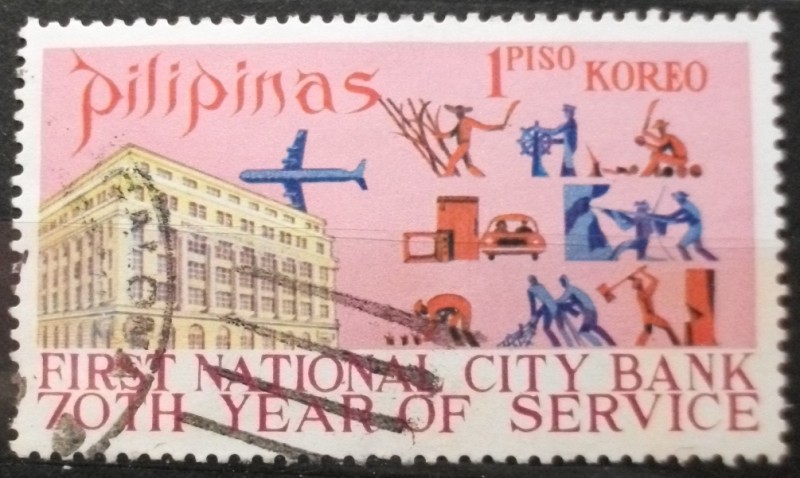 pilipinas
1 PISO KOREO
FIRST NATIONAL CITY BANK
70TH YEAR OF SERVICE